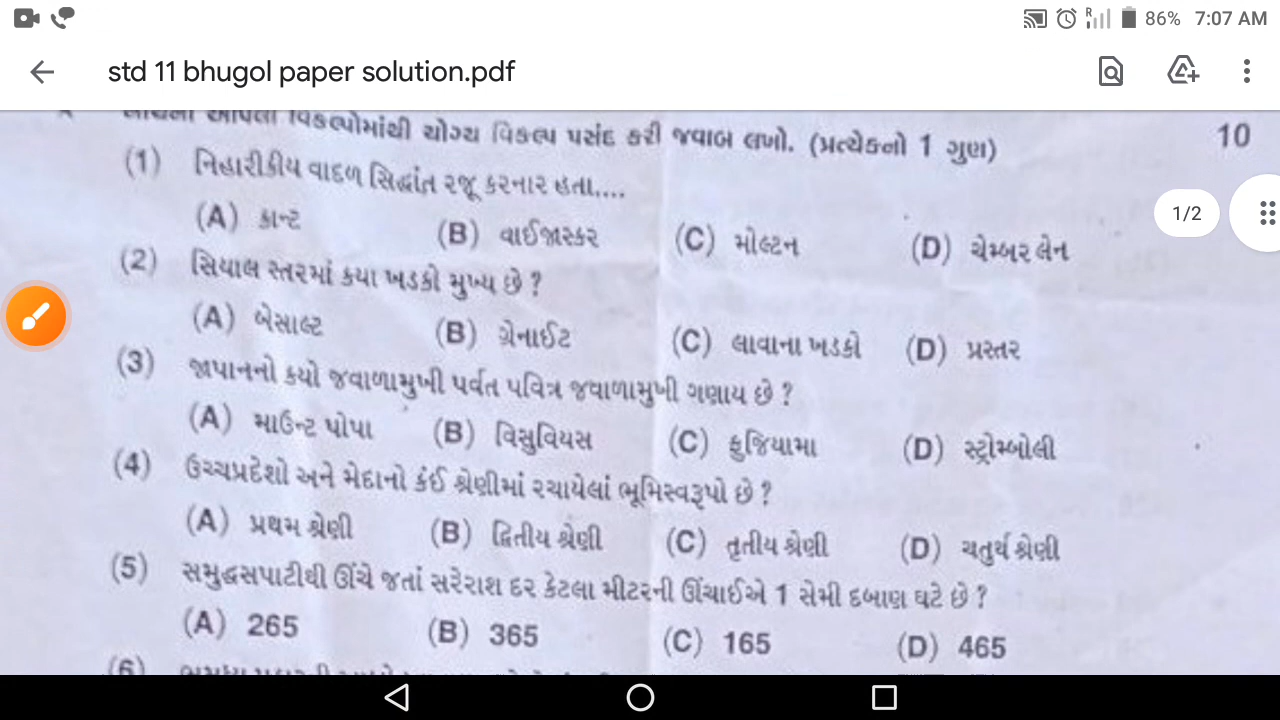 86% 7:07 AM
std 11 bhugol paper solution.pdf
વિકલ્પોમાંથી યોગ્ય વિકલ્પ પસંદ કરી જવાબ લખો. (પ્રત્યેકનો 1 ગુણ) 10
(1) નિહારીકીય વાદળ સિદ્ધાંત રજૂ કરનાર હતા....
(A) કાન્ટ (B) વાઈજાસ્કર (C) મોલ્ટન (D) ચેમ્બર લેન
1/2
(2) સિયાલ સ્તરમાં કયા ખડકો મુખ્ય છે ?
(A) બેસાલ્ટ (B) ગ્રેનાઈટ (C) લાવાના ખડકો (D) પ્રસ્તર
(3) જાપાનનો કયો જવાળામુખી પર્વત પવિત્ર જવાળામુખી ગણાય છે ?
(A) માઉન્ટ પોપા (B) વિસુવિયસ (C) ફુજિયામા (D) સ્ટ્રોમ્બોલી
(4) ઉચ્ચપ્રદેશો અને મેદાનો કંઈ શ્રેણીમાં રચાયેલાં ભૂમિસ્વરૂપો છે ?
(A) પ્રથમ શ્રેણી (B) દ્વિતીય શ્રેણી (C) તૃતીય શ્રેણી (D) ચતુર્થ શ્રેણી
(5) સમુદ્રસપાટીથી ઊંચે જતાં સરેરાશ દર કેટલા મીટરની ઊંચાઈએ 1 સેમી દબાણ ઘટે છે ?
(A) 265 (B) 365 (C) 165 (D) 465
(6)